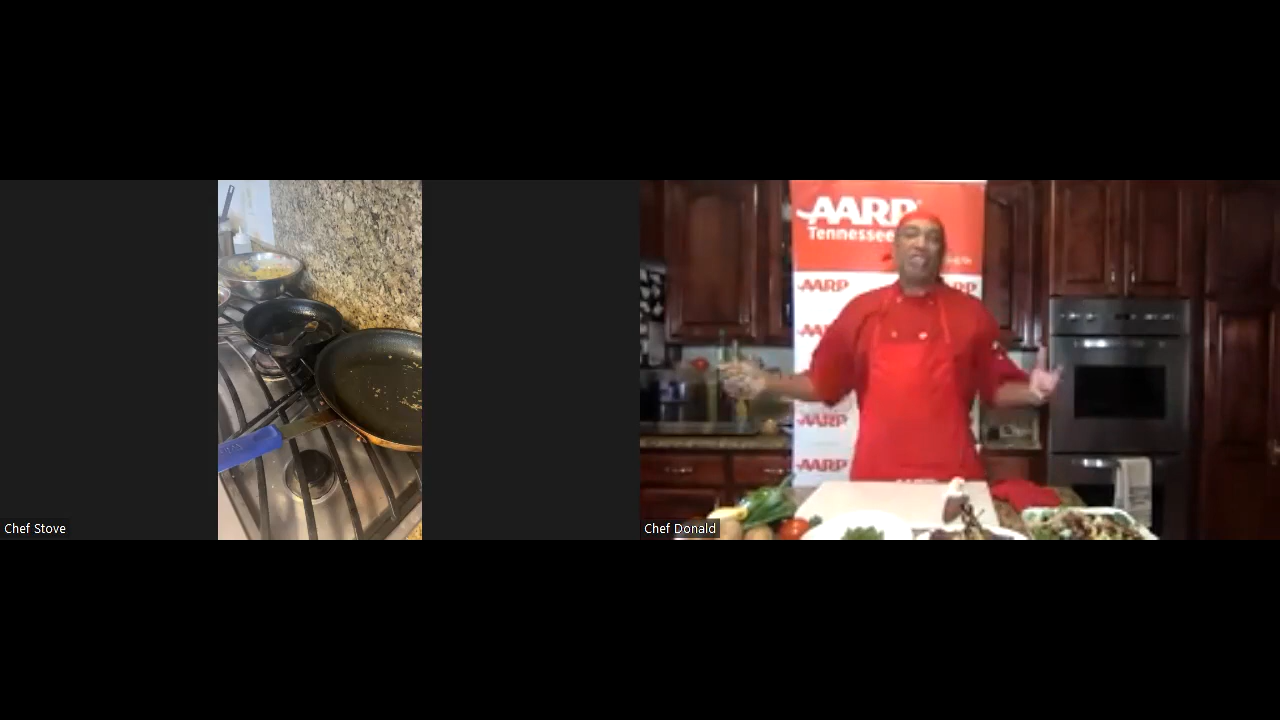 AARP
Tennessee
AARP
AARP
AARP
AARP
Chef Stove
Chef Donald